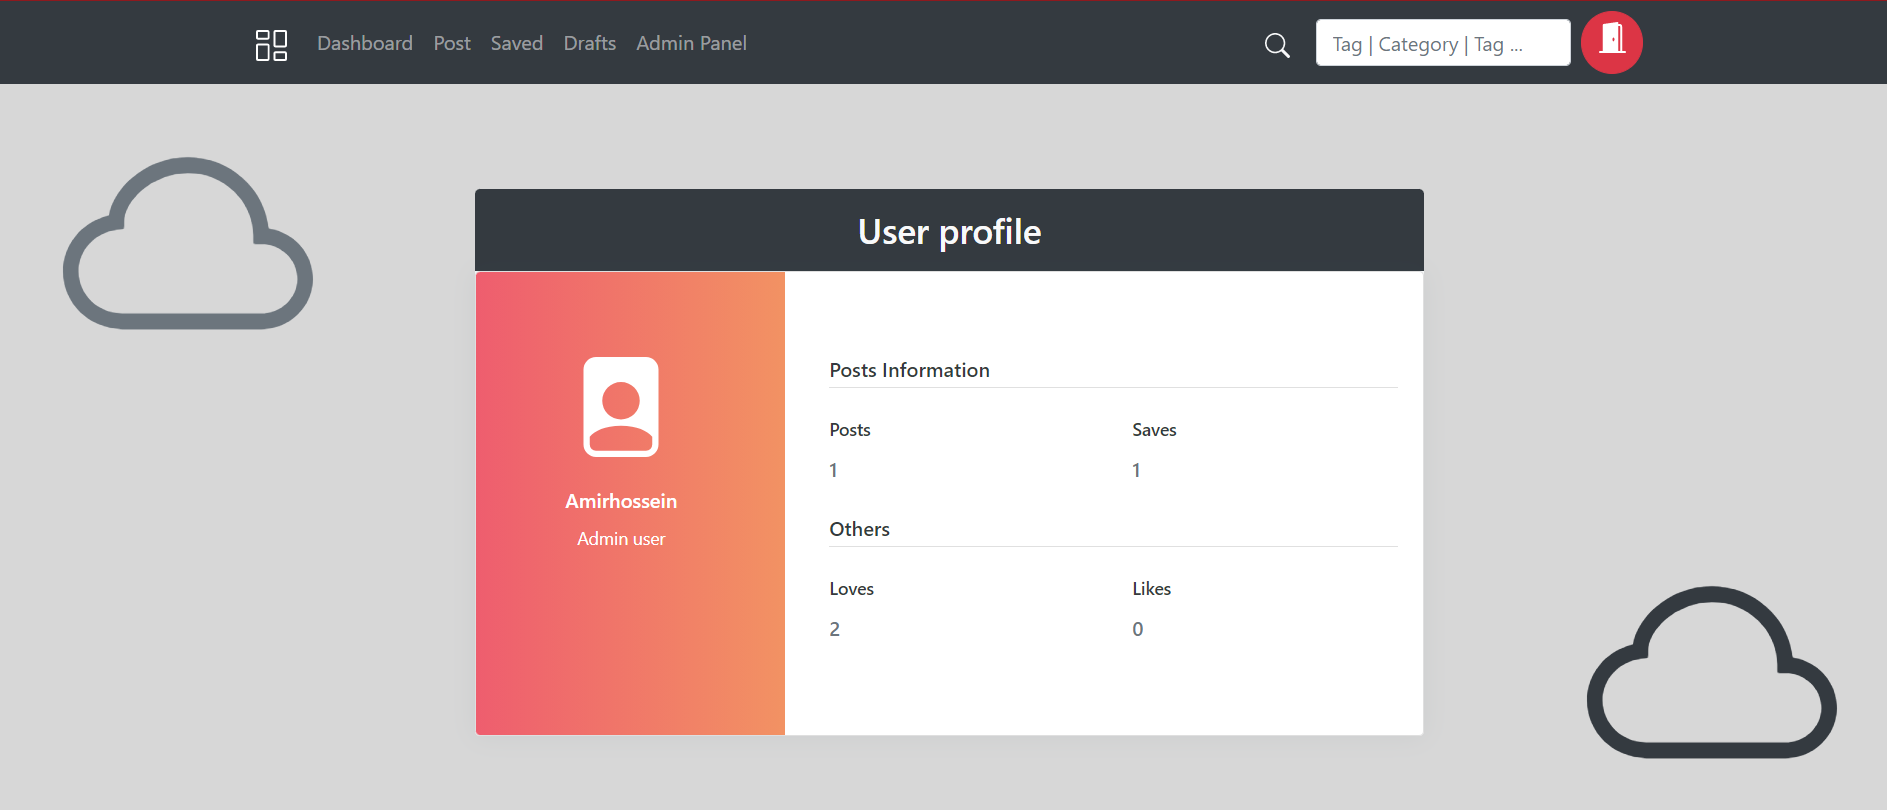 Dashboard Post Saved Drafts Admin Panel Tag | Category | Tag ...
User profile
Amirhossein
Admin user
Posts Information
Posts Saves
1 1
Others
Loves Likes
2 0